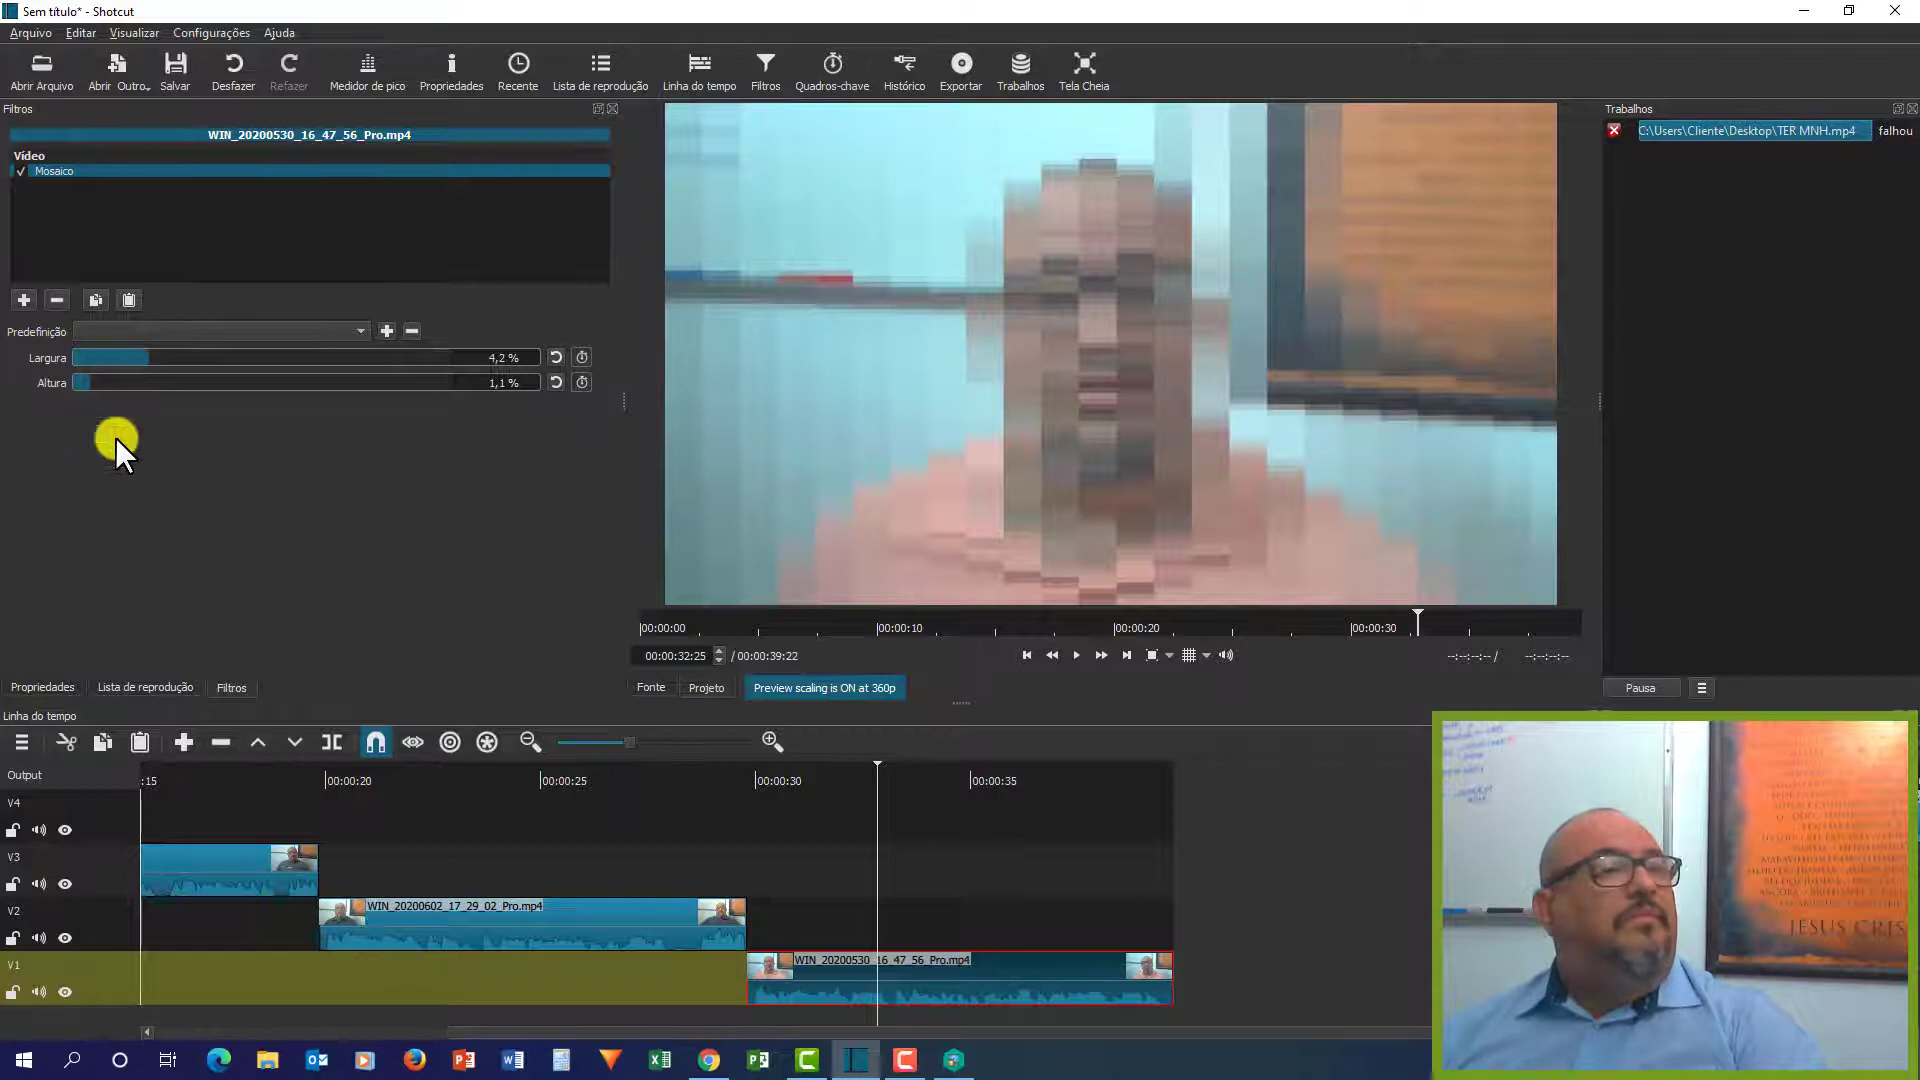 Sem título* - Shotcut
Arquivo Editar Visualizar Configurações Ajuda
Abrir Arquivo Abrir Outro Salvar Desfazer Refazer Medidor de pico Propriedades Recente Lista de reprodução Linha do tempo Filtros Quadros-chave Histórico Exportar Trabalhos Tela Cheia
Filtros
Trabalhos
WIN_20200530_16_47_56_Pro.mp4
C:\Users\Cliente\Desktop\TER MNH.mp4 falhou
Vídeo
Mosaico
Predefinição
Largura 4,2 %
Altura 1,1 %
00:00:00 00:00:10 00:00:20 00:00:30
00:00:32:25 / 00:00:39:22 --:--:--:-- / --:--:--:--
Propriedades Lista de reprodução Filtros
Fonte Projeto Preview scaling is ON at 360p
Pausa
Linha do tempo
Output
:15 00:00:20 00:00:25 00:00:30 00:00:35
V4
V3
V2
WIN_20200602_17_29_02_Pro.mp4
V1
WIN_20200530_16_47_56_Pro.mp4
JESUS CRIS